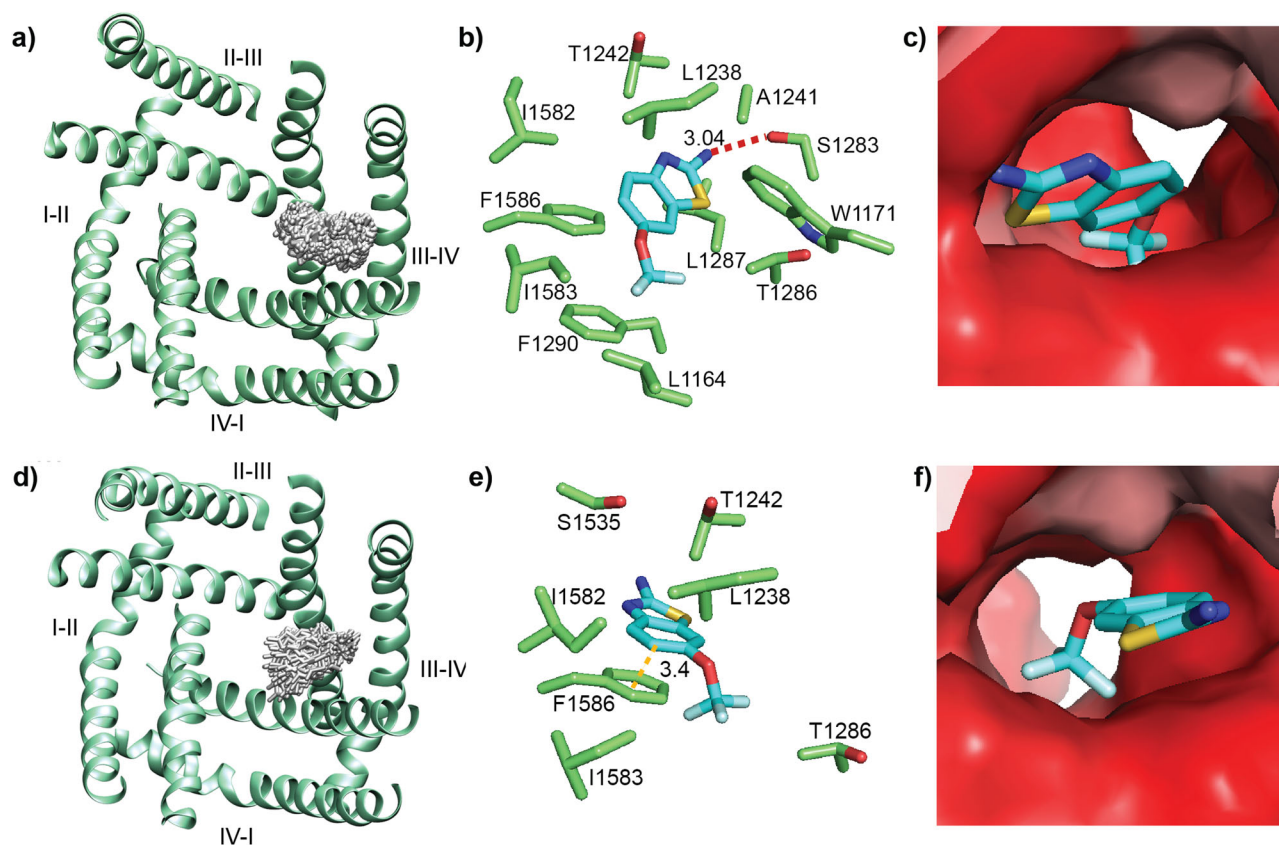 a)
II-III
I-II
III-IV
IV-I
b)
T1242
L1238
A1241
I1582
3.04
S1283
F1586
W1171
L1287
T1286
I1583
F1290
L1164
c)
d)
II-III
I-II
III-IV
IV-I
e)
S1535
T1242
I1582
L1238
3.4
F1586
T1286
I1583
f)